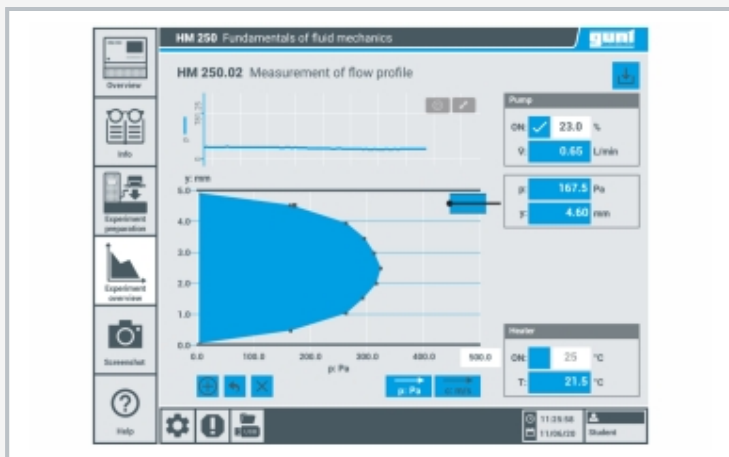 HM 250 Fundamentals of fluid mechanics
gunt
HM 250.02 Measurement of flow profile
Overview
Info
Experiment
preparation
Experiment
overview
Screenshot
Help
Pump
ON: 23.0 %
0.65 L/min
p: 167.5 Pa
y: 4.60 mm
y: mm
5.0
4.0
3.0
2.0
1.0
0.0
0.0 100.0 200.0 300.0 400.0 500.0
p: Pa
p: Pa
Heater
ON: 25 °C
T: 21.5 °C
11/06/20
Student